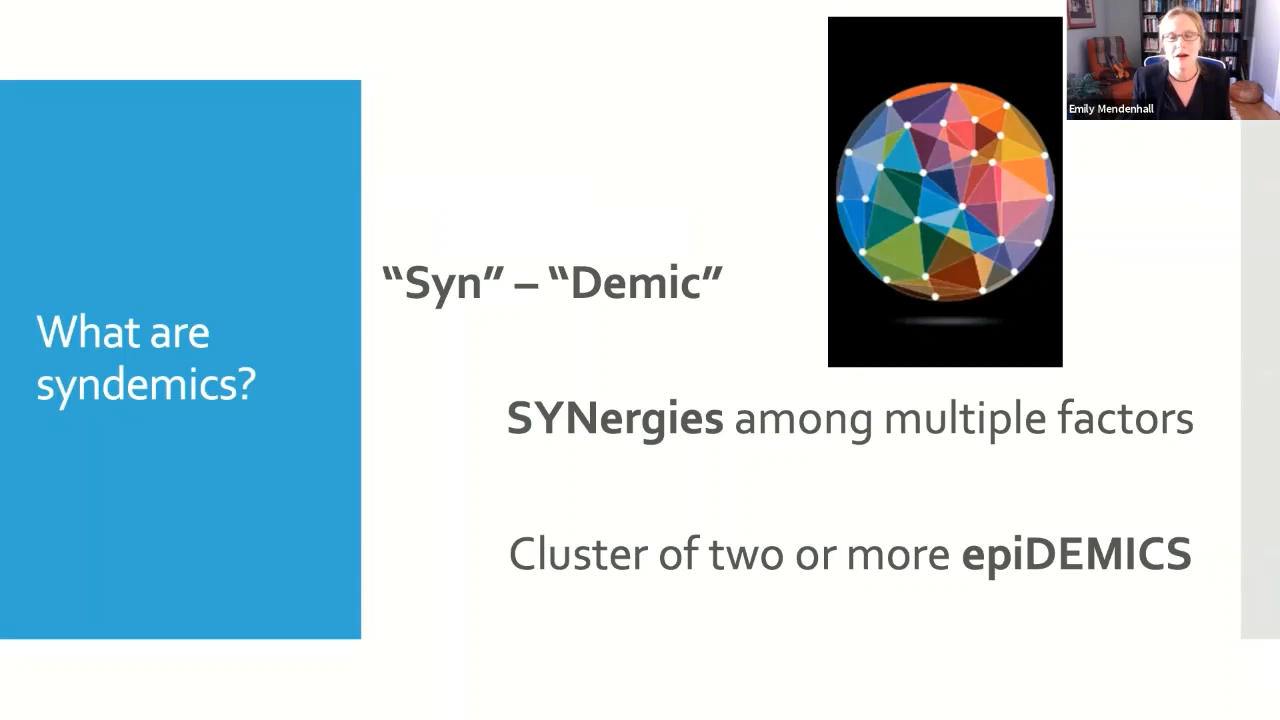 Emily Mendenhall
What are
syndemics?
“Syn” – “Demic”
SYNergies among multiple factors
Cluster of two or more epiDEMICS